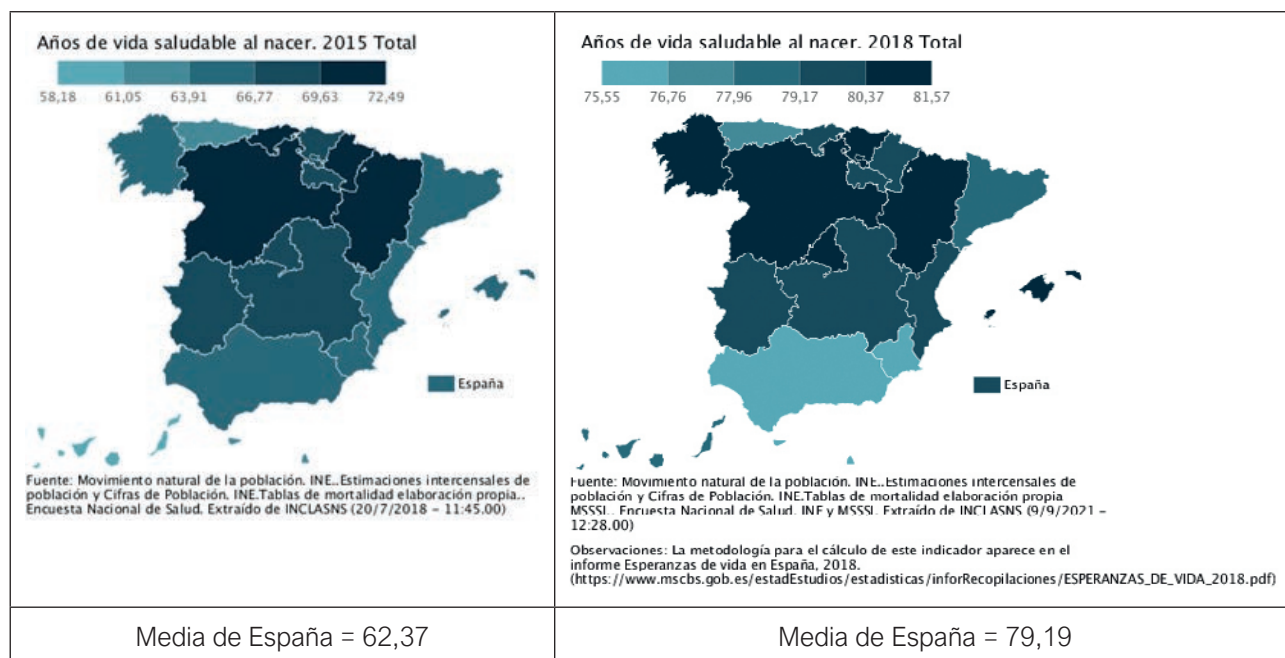 Años de vida saludable al nacer. 2015 Total
58,18 61,05 63,91 66,77 69,63 72,49
España
Fuente: Movimiento natural de la población. INE..Estimaciones intercensales de
población y Cifras de Población. INE.Tablas de mortalidad elaboración propia..
Encuesta Nacional de Salud. Extraído de INCLASNS (20/7/2018 - 11:45.00)
Media de España = 62,37
Años de vida saludable al nacer. 2018 Total
75,55 76,76 77,96 79,17 80,37 81,57
España
Fuente: Movimiento natural de la población. INE..Estimaciones intercensales de
población y Cifras de Población. INE.Tablas de mortalidad elaboración propia
MSSSI.. Encuesta Nacional de Salud. INE y MSSSI. Extraído de INCLASNS (9/9/2021 -
12:28.00)
Observaciones: La metodología para el cálculo de este indicador aparece en el
informe Esperanzas de vida en España, 2018.
(https://www.mscbs.gob.es/estadEstudios/estadisticas/inforRecopilaciones/ESPERANZAS_DE_VIDA_2018.pdf)
Media de España = 79,19